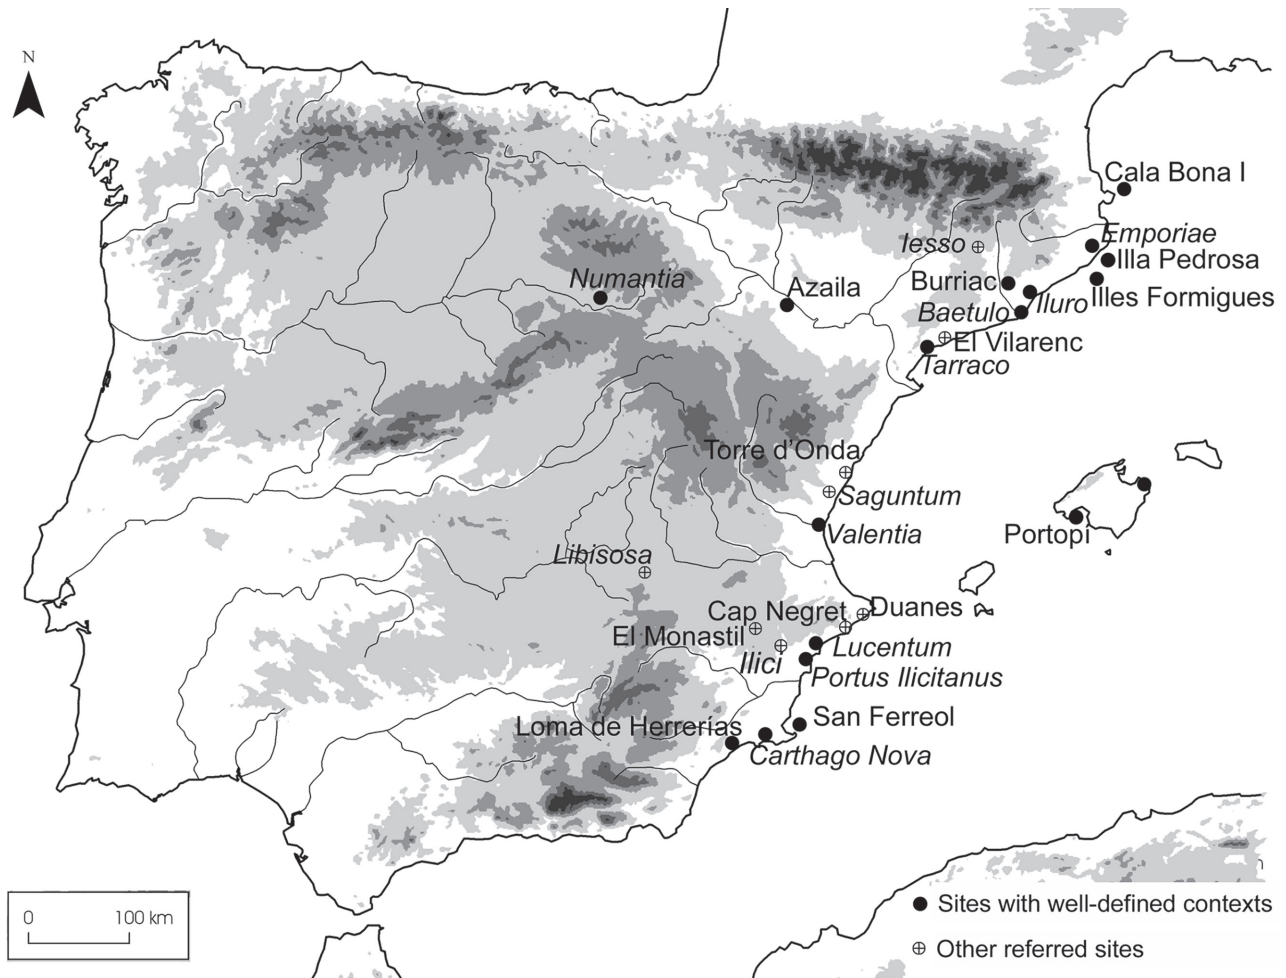 N
Cala Bona I
Emporiae
Iesso
Illa Pedrosa
Numantia
Azaila
Burriac
Illes Formigues
Baetulo
Iluro
El Vilarenc
Tarraco
Torre d'Onda
Saguntum
Valentia
Portopí
Libisosa
Cap Negret
Duanes
El Monastil
Lucentum
Ilici
Portus Ilicitanus
Loma de Herrerías
San Ferreol
Carthago Nova
0 100 km
Sites with well-defined contexts
Other referred sites